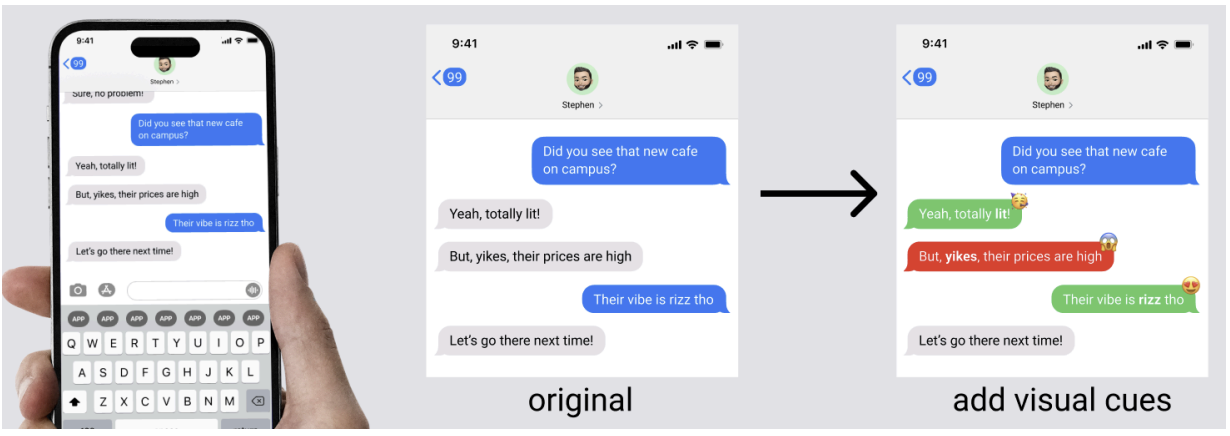 9:41
99
Stephen >
Sure, no problem!
Did you see that new cafe
on campus?
Yeah, totally lit!
But, yikes, their prices are high
Their vibe is rizz tho
Let's go there next time!
APP APP APP APP APP APP APP
Q W E R T Y U I O P
A S D F G H J K L
Z X C V B N M
9:41
99
Stephen >
Did you see that new cafe
on campus?
Yeah, totally lit!
But, yikes, their prices are high
Their vibe is rizz tho
Let's go there next time!
original
9:41
99
Stephen >
Did you see that new cafe
on campus?
Yeah, totally lit!
But, yikes, their prices are high
Their vibe is rizz tho
Let's go there next time!
add visual cues